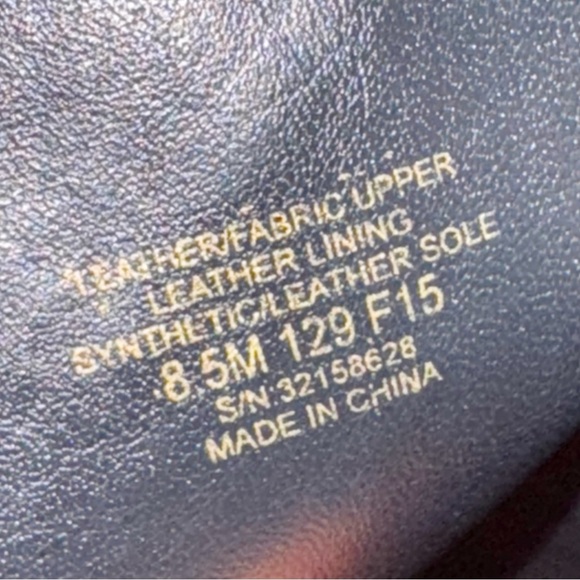 LEATHER/FABRIC UPPER
LEATHER LINING
SYNTHETIC/LEATHER SOLE
8.5M 129 F15
S/N 32158628
MADE IN CHINA